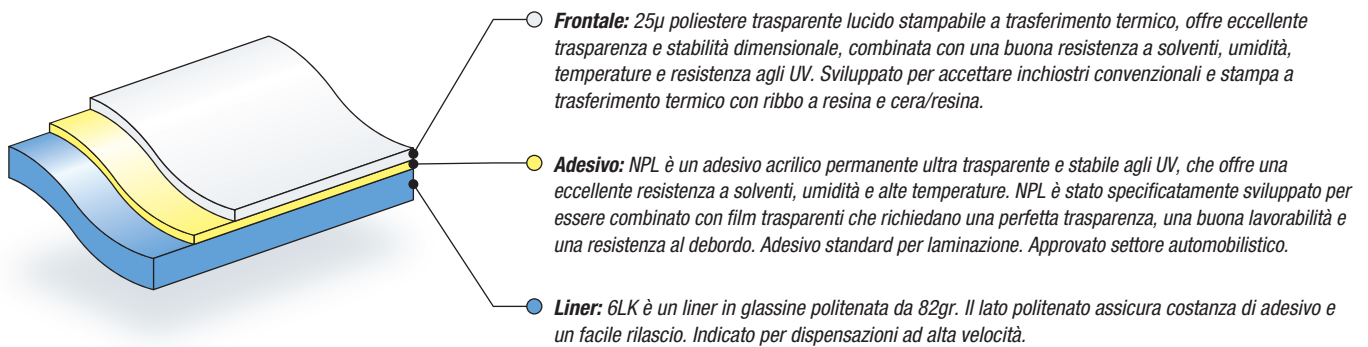 Frontale: 25µ poliestere trasparente lucido stampabile a trasferimento termico, offre eccellente
trasparenza e stabilità dimensionale, combinata con una buona resistenza a solventi, umidità,
temperature e resistenza agli UV. Sviluppato per accettare inchiostri convenzionali e stampa a
trasferimento termico con ribbo a resina e cera/resina.
Adesivo: NPL è un adesivo acrilico permanente ultra trasparente e stabile agli UV, che offre una
eccellente resistenza a solventi, umidità e alte temperature. NPL è stato specificatamente sviluppato per
essere combinato con film trasparenti che richiedano una perfetta trasparenza, una buona lavorabilità e
una resistenza al debordo. Adesivo standard per laminazione. Approvato settore automobilistico.
Liner: 6LK è un liner in glassine politenata da 82gr. Il lato politenato assicura costanza di adesivo e
un facile rilascio. Indicato per dispensazioni ad alta velocità.